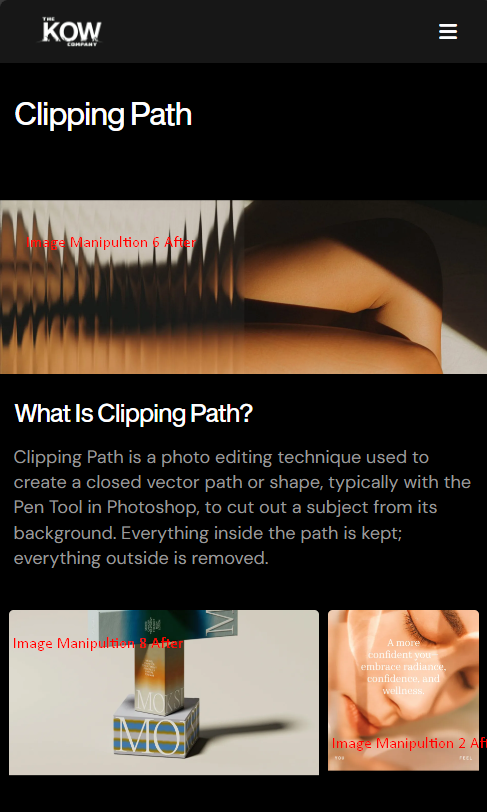 THE
KOW
COMPANY
Clipping Path
Image Manipultion 6 After
What Is Clipping Path?
Clipping Path is a photo editing technique used to
create a closed vector path or shape, typically with the
Pen Tool in Photoshop, to cut out a subject from its
background. Everything inside the path is kept;
everything outside is removed.
Image Manipultion 8 After
MO
A more
confident you
embrace radiance,
confidence, and
wellness.
Image Manipultion 2 Af
YOU
FEEL